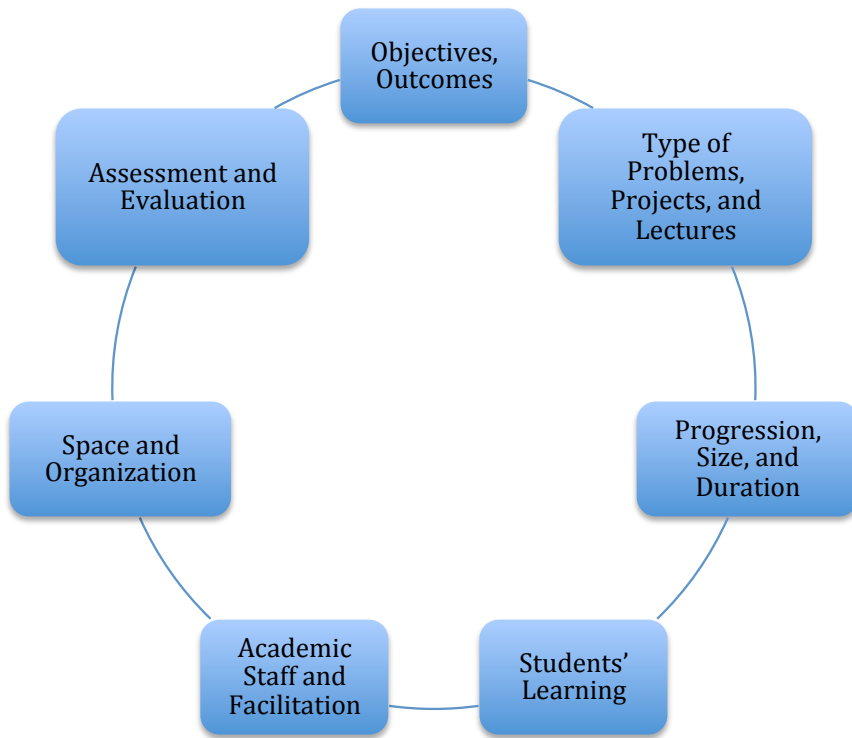 Objectives,
Outcomes
Type of
Problems,
Projects, and
Lectures
Progression,
Size, and
Duration
Students’
Learning
Academic
Staff and
Facilitation
Space and
Organization
Assessment and
Evaluation